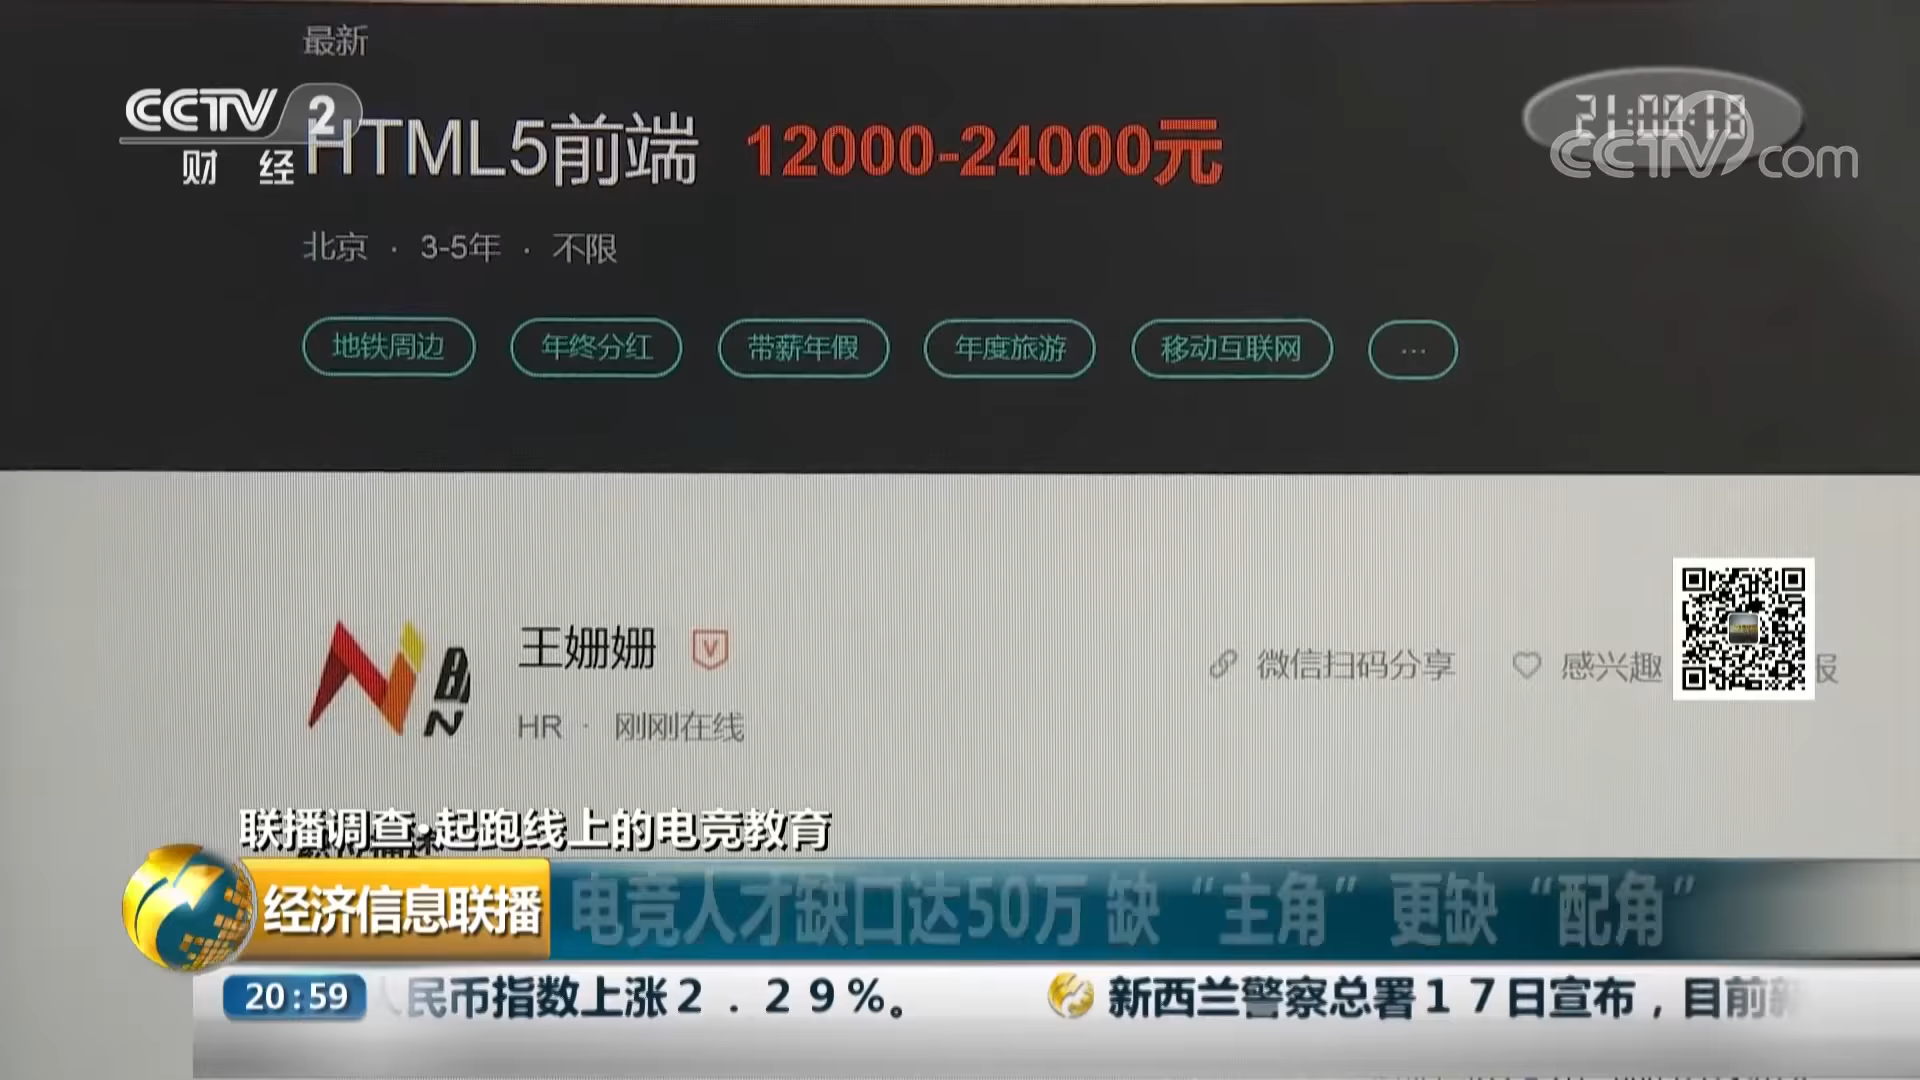 最新
CCTV 2
财 经
21:00:18
CCTV.com
HTML5前端 12000-24000元
北京 · 3-5年 · 不限
地铁周边 年终分红 带薪年假 年度旅游 移动互联网 ...
王姗姗
HR · 刚刚在线
微信扫码分享 感兴趣 报
联播调查·起跑线上的电竞教育
经济信息联播
电竞人才缺口达50万 缺“主角” 更缺“配角”
20:59 民币指数上涨2.29%。 新西兰警察总署17日宣布，目前新